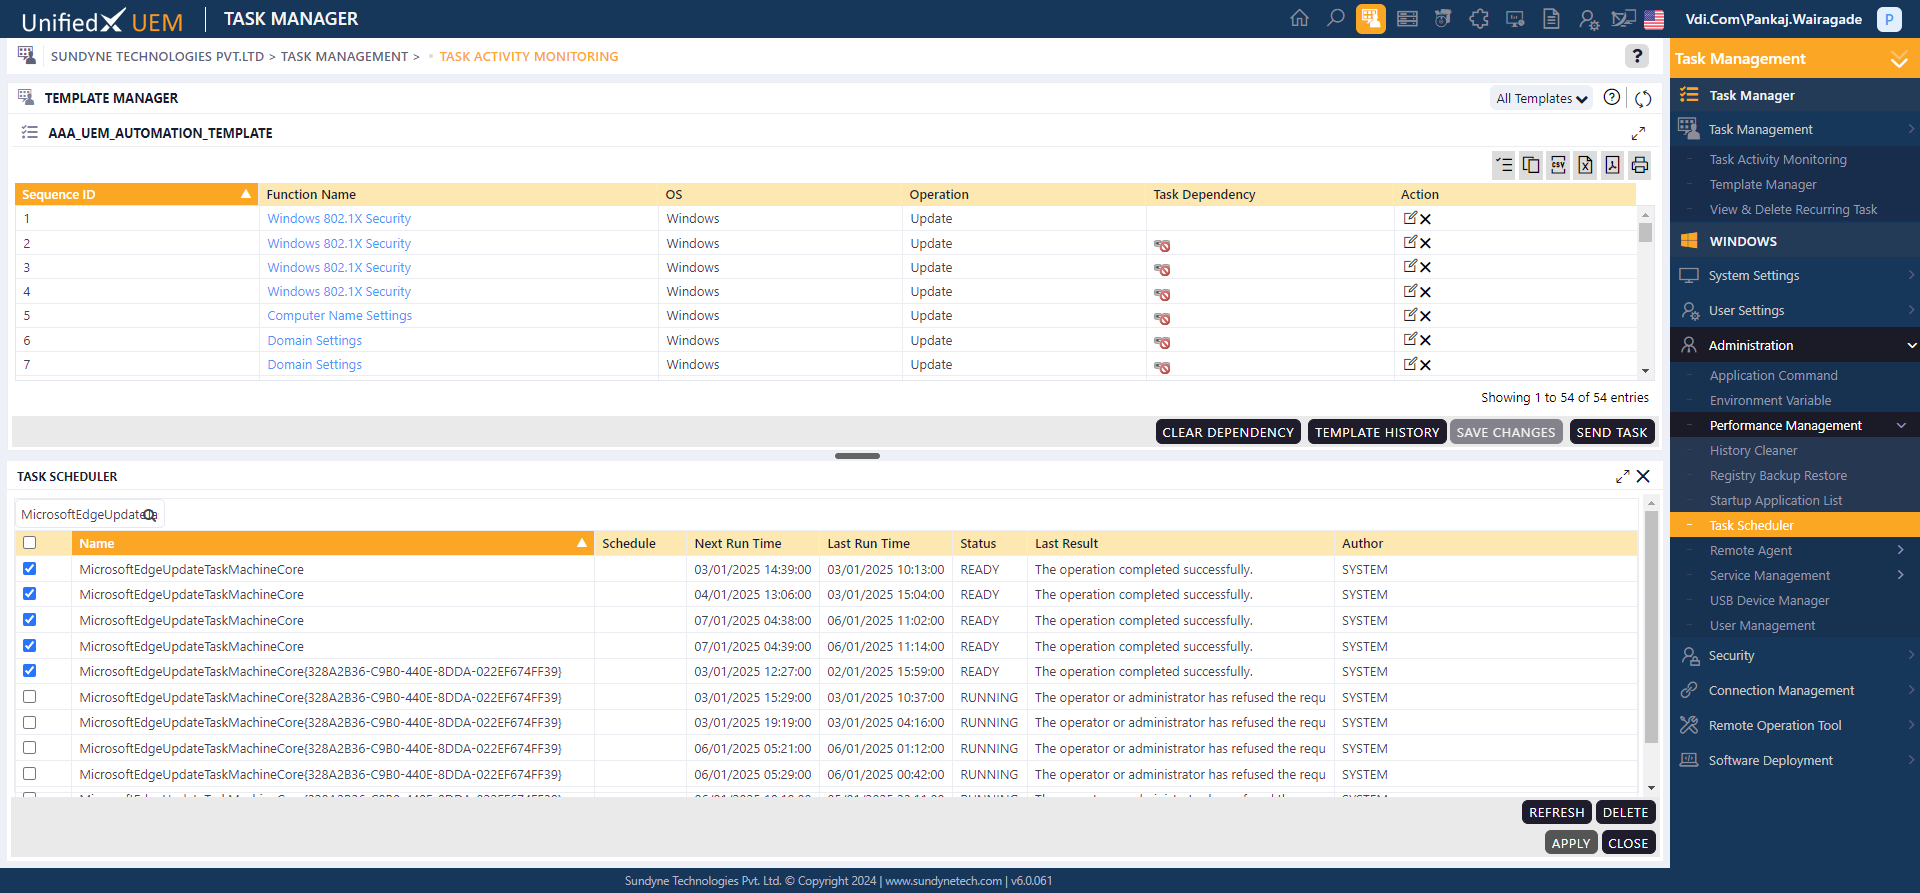 UnifiedX UEM
TASK MANAGER
Vdi.Com\Pankaj.Wairagade
P
SUNDYNE TECHNOLOGIES PVT.LTD > TASK MANAGEMENT > • TASK ACTIVITY MONITORING
?
TEMPLATE MANAGER
All Templates
?
AAA_UEM_AUTOMATION_TEMPLATE
CSV
Sequence ID Function Name OS Operation Task Dependency Action
1 Windows 802.1X Security Windows Update
2 Windows 802.1X Security Windows Update
3 Windows 802.1X Security Windows Update
4 Windows 802.1X Security Windows Update
5 Computer Name Settings Windows Update
6 Domain Settings Windows Update
7 Domain Settings Windows Update
Showing 1 to 54 of 54 entries
CLEAR DEPENDENCY TEMPLATE HISTORY SAVE CHANGES SEND TASK
TASK SCHEDULER
MicrosoftEdgeUpdate
Name Schedule Next Run Time Last Run Time Status Last Result Author
MicrosoftEdgeUpdateTaskMachineCore 03/01/2025 14:39:00 03/01/2025 10:13:00 READY The operation completed successfully. SYSTEM
MicrosoftEdgeUpdateTaskMachineCore 04/01/2025 13:06:00 03/01/2025 15:04:00 READY The operation completed successfully. SYSTEM
MicrosoftEdgeUpdateTaskMachineCore 07/01/2025 04:38:00 06/01/2025 11:02:00 READY The operation completed successfully. SYSTEM
MicrosoftEdgeUpdateTaskMachineCore 07/01/2025 04:39:00 06/01/2025 11:14:00 READY The operation completed successfully. SYSTEM
MicrosoftEdgeUpdateTaskMachineCore{328A2B36-C9B0-440E-8DDA-022EF674FF39} 03/01/2025 12:27:00 02/01/2025 15:59:00 READY The operation completed successfully. SYSTEM
MicrosoftEdgeUpdateTaskMachineCore{328A2B36-C9B0-440E-8DDA-022EF674FF39} 03/01/2025 15:29:00 03/01/2025 10:37:00 RUNNING The operator or administrator has refused the requ SYSTEM
MicrosoftEdgeUpdateTaskMachineCore{328A2B36-C9B0-440E-8DDA-022EF674FF39} 03/01/2025 19:19:00 03/01/2025 04:16:00 RUNNING The operator or administrator has refused the requ SYSTEM
MicrosoftEdgeUpdateTaskMachineCore{328A2B36-C9B0-440E-8DDA-022EF674FF39} 06/01/2025 05:21:00 06/01/2025 01:12:00 RUNNING The operator or administrator has refused the requ SYSTEM
MicrosoftEdgeUpdateTaskMachineCore{328A2B36-C9B0-440E-8DDA-022EF674FF39} 06/01/2025 05:29:00 06/01/2025 00:42:00 RUNNING The operator or administrator has refused the requ SYSTEM
REFRESH DELETE
APPLY CLOSE
Task Management
Task Manager
Task Management
Task Activity Monitoring
Template Manager
View & Delete Recurring Task
WINDOWS
System Settings
User Settings
Administration
Application Command
Environment Variable
Performance Management
History Cleaner
Registry Backup Restore
Startup Application List
Task Scheduler
Remote Agent
Service Management
USB Device Manager
User Management
Security
Connection Management
Remote Operation Tool
Software Deployment
Sundyne Technologies Pvt. Ltd. © Copyright 2024 | www.sundynetech.com | v6.0.061